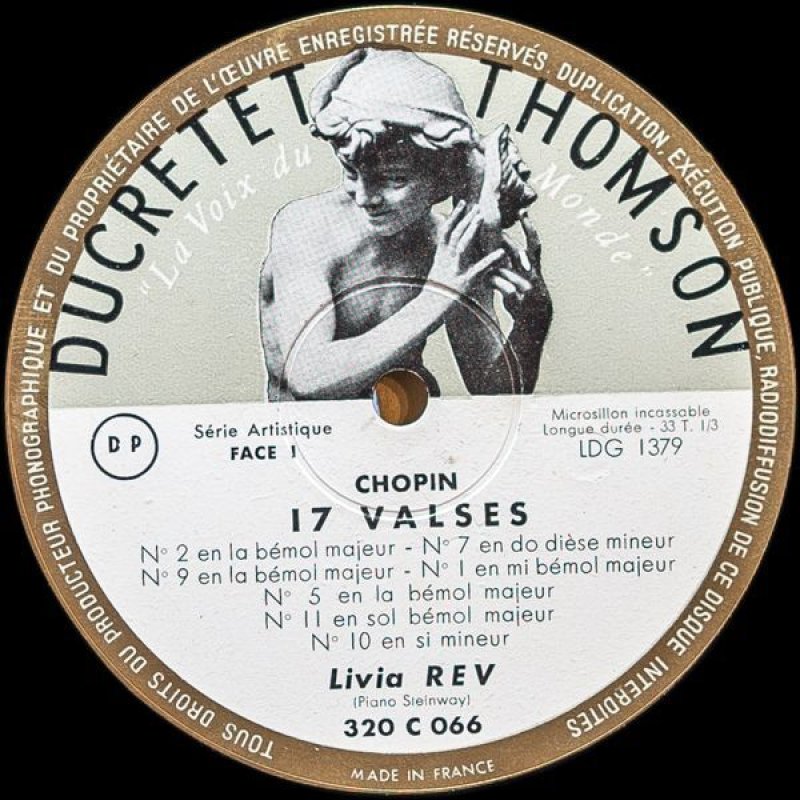 TOUS DROITS DU PRODUCTEUR PHONOGRAPHIQUE ET DU PROPRIÉTAIRE DE L'ŒUVRE ENREGISTRÉE RÉSERVÉS. DUPLICATION, EXÉCUTION PUBLIQUE, RADIODIFFUSION DE CE DISQUE INTERDITES
DUCRETET THOMSON
"La Voix du Monde"
DP
Série Artistique
FACE 1
Microsillon incassable
Longue durée - 33 T. 1/3
LDG 1379
CHOPIN
17 VALSES
N° 2 en la bémol majeur - N° 7 en do dièse mineur
N° 9 en la bémol majeur - N° 1 en mi bémol majeur
N° 5 en la bémol majeur
N° 11 en sol bémol majeur
N° 10 en si mineur
Livia REV
(Piano Steinway)
320 C 066
MADE IN FRANCE